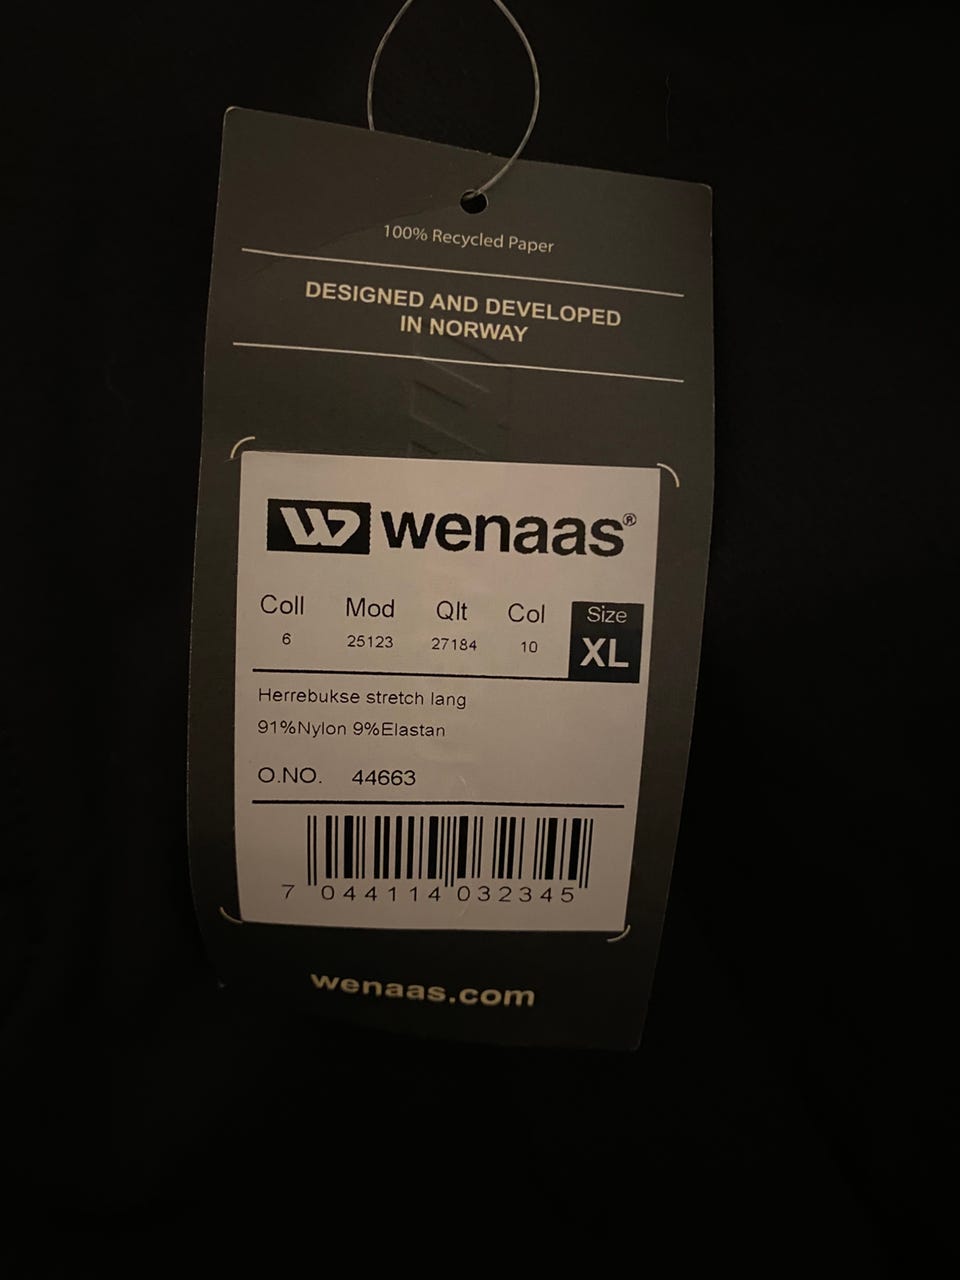 100% Recycled Paper
DESIGNED AND DEVELOPED
IN NORWAY
wenaas®
Coll Mod Qlt Col Size
6 25123 27184 10 XL
Herrebukse stretch lang
91%Nylon 9%Elastan
O.NO. 44663
7 044114 032345
wenaas.com